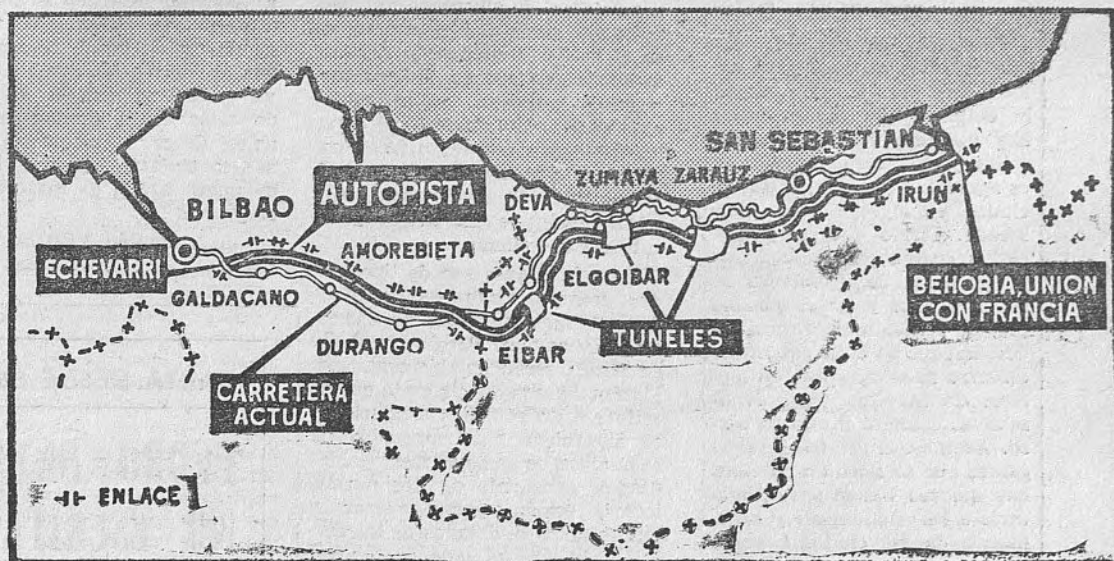 SAN SEBASTIAN
ZUMAYA ZARAUZ
DEVA
AUTOPISTA
BILBAO
IRUN
AMOREBIETA
ECHEVARRI
ELGOIBAR
BEHOBIA, UNION
CON FRANCIA
GALDACANO
TUNELES
DURANGO
EIBAR
CARRETERA
ACTUAL
ENLACE